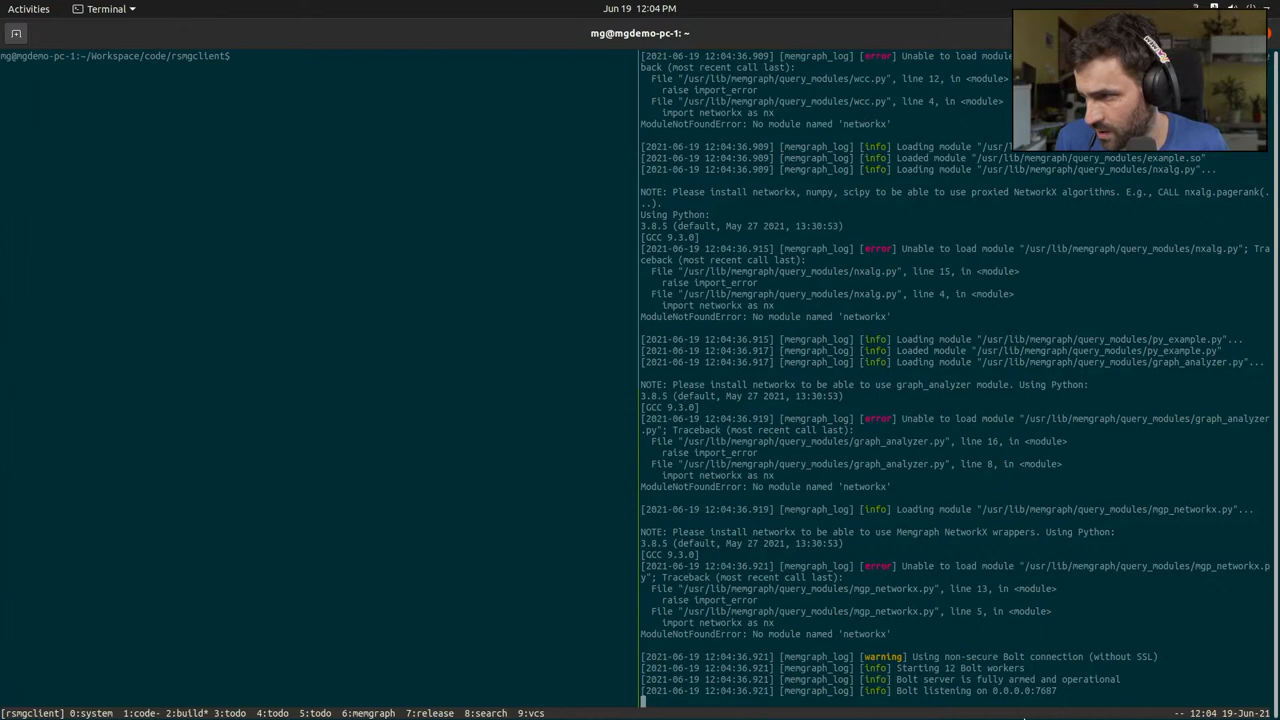 Activities
Terminal
Jun 19 12:04 PM
mg@mgdemo-pc-1: ~
mg@mgdemo-pc-1:~/Workspace/code/rsmgclient$
[2021-06-19 12:04:36.909] [memgraph_log] [error] Unable to load modu
back (most recent call last):
File "/usr/lib/memgraph/query_modules/wcc.py", line 12, in <module>
raise import_error
File "/usr/lib/memgraph/query_modules/wcc.py", line 4, in <module>
import networkx as nx
ModuleNotFoundError: No module named 'networkx'
[2021-06-19 12:04:36.909] [memgraph_log] [info] Loading module "/usr/
[2021-06-19 12:04:36.909] [memgraph_log] [info] Loaded module "/usr/lib/memgraph/query_modules/example.so"
[2021-06-19 12:04:36.909] [memgraph_log] [info] Loading module "/usr/lib/memgraph/query_modules/nxalg.py"...
NOTE: Please install networkx, numpy, scipy to be able to use proxied NetworkX algorithms. E.g., CALL nxalg.pagerank(.
..).
Using Python:
3.8.5 (default, May 27 2021, 13:30:53)
[GCC 9.3.0]
[2021-06-19 12:04:36.915] [memgraph_log] [error] Unable to load module "/usr/lib/memgraph/query_modules/nxalg.py"; Tra
ceback (most recent call last):
File "/usr/lib/memgraph/query_modules/nxalg.py", line 15, in <module>
raise import_error
File "/usr/lib/memgraph/query_modules/nxalg.py", line 4, in <module>
import networkx as nx
ModuleNotFoundError: No module named 'networkx'
[2021-06-19 12:04:36.915] [memgraph_log] [info] Loading module "/usr/lib/memgraph/query_modules/py_example.py"...
[2021-06-19 12:04:36.917] [memgraph_log] [info] Loaded module "/usr/lib/memgraph/query_modules/py_example.py"
[2021-06-19 12:04:36.917] [memgraph_log] [info] Loading module "/usr/lib/memgraph/query_modules/graph_analyzer.py"...
NOTE: Please install networkx to be able to use graph_analyzer module. Using Python:
3.8.5 (default, May 27 2021, 13:30:53)
[GCC 9.3.0]
[2021-06-19 12:04:36.919] [memgraph_log] [error] Unable to load module "/usr/lib/memgraph/query_modules/graph_analyzer
.py"; Traceback (most recent call last):
File "/usr/lib/memgraph/query_modules/graph_analyzer.py", line 16, in <module>
raise import_error
File "/usr/lib/memgraph/query_modules/graph_analyzer.py", line 8, in <module>
import networkx as nx
ModuleNotFoundError: No module named 'networkx'
[2021-06-19 12:04:36.919] [memgraph_log] [info] Loading module "/usr/lib/memgraph/query_modules/mgp_networkx.py"...
NOTE: Please install networkx to be able to use Memgraph NetworkX wrappers. Using Python:
3.8.5 (default, May 27 2021, 13:30:53)
[GCC 9.3.0]
[2021-06-19 12:04:36.921] [memgraph_log] [error] Unable to load module "/usr/lib/memgraph/query_modules/mgp_networkx.p
y"; Traceback (most recent call last):
File "/usr/lib/memgraph/query_modules/mgp_networkx.py", line 13, in <module>
raise import_error
File "/usr/lib/memgraph/query_modules/mgp_networkx.py", line 5, in <module>
import networkx as nx
ModuleNotFoundError: No module named 'networkx'
[2021-06-19 12:04:36.921] [memgraph_log] [warning] Using non-secure Bolt connection (without SSL)
[2021-06-19 12:04:36.921] [memgraph_log] [info] Starting 12 Bolt workers
[2021-06-19 12:04:36.921] [memgraph_log] [info] Bolt server is fully armed and operational
[2021-06-19 12:04:36.921] [memgraph_log] [info] Bolt listening on 0.0.0.0:7687
[rsmgclient] 0:system 1:code- 2:build* 3:todo 4:todo 5:todo 6:memgraph 7:release 8:search 9:vcs
-- 12:04 19-Jun-21